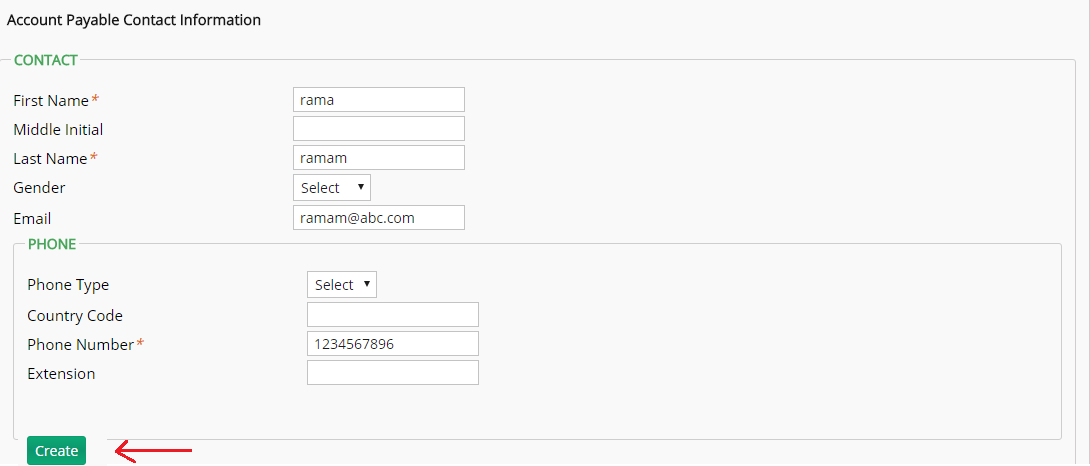 Account Payable Contact Information
CONTACT
First Name* rama
Middle Initial
Last Name* ramam
Gender Select
Email ramam@abc.com
PHONE
Phone Type Select
Country Code
Phone Number* 1234567896
Extension
Create